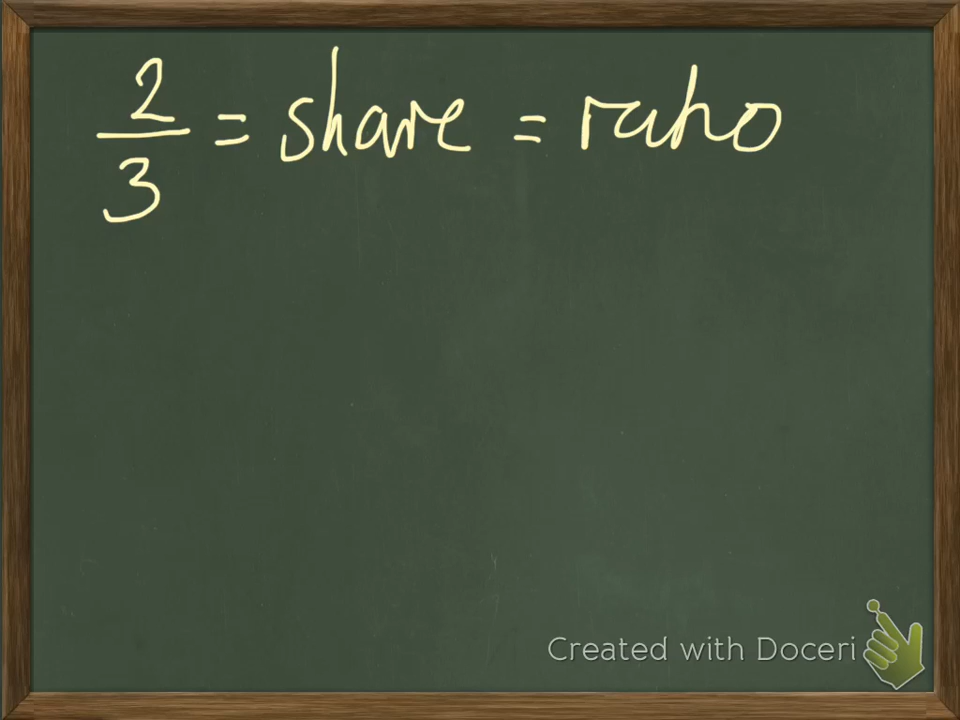 2/3 = share = ratio
Created with Doceri